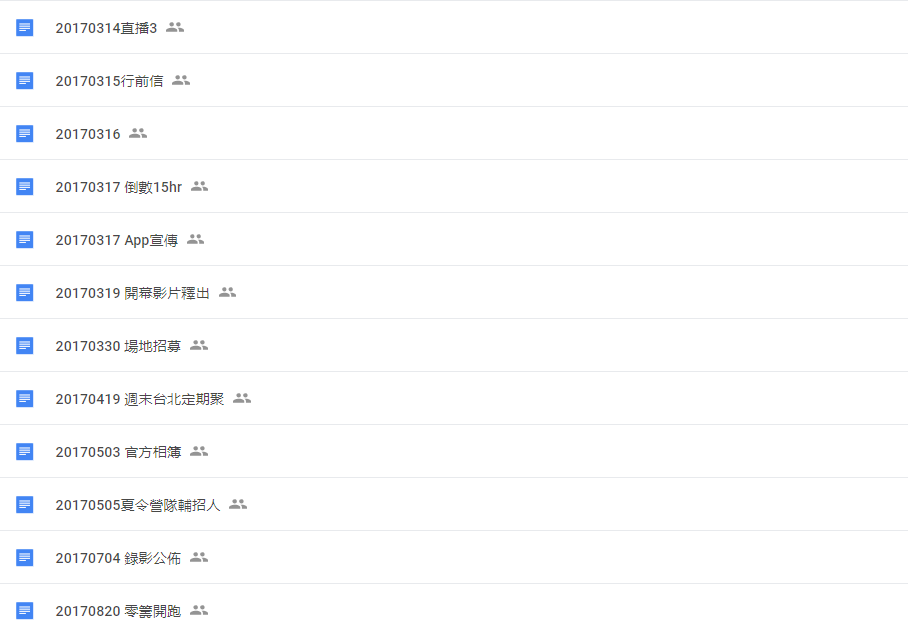 20170314直播3
20170315行前信
20170316
20170317 倒數15hr
20170317 App宣傳
20170319 開幕影片釋出
20170330 場地招募
20170419 週末台北定期聚
20170503 官方相簿
20170505夏令營隊輔招人
20170704 錄影公佈
20170820 零籌開跑